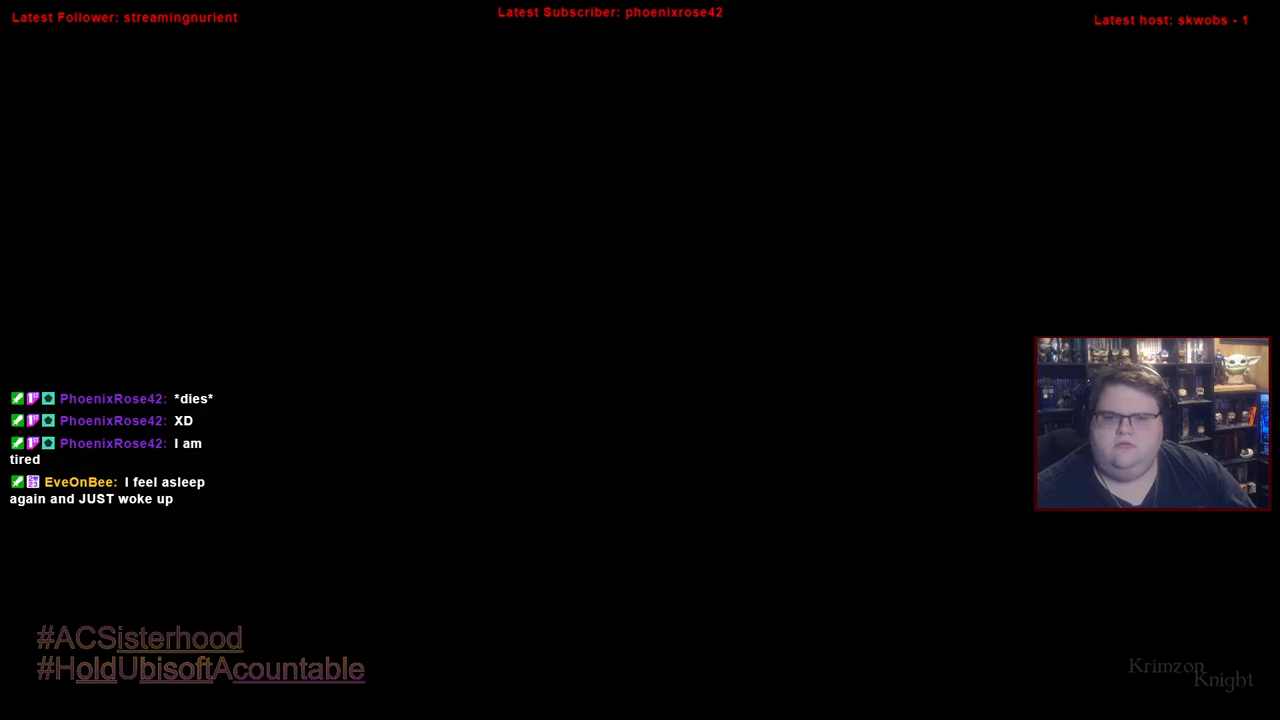 Latest Follower: streamingnurient
Latest Subscriber: phoenixrose42
Latest host: skwobs - 1
PhoenixRose42: *dies*
PhoenixRose42: XD
PhoenixRose42: I am
tired
EveOnBee: I feel asleep
again and JUST woke up
#ACSisterhood
#HoldUbisoftAcountable
Krimzon
Knight